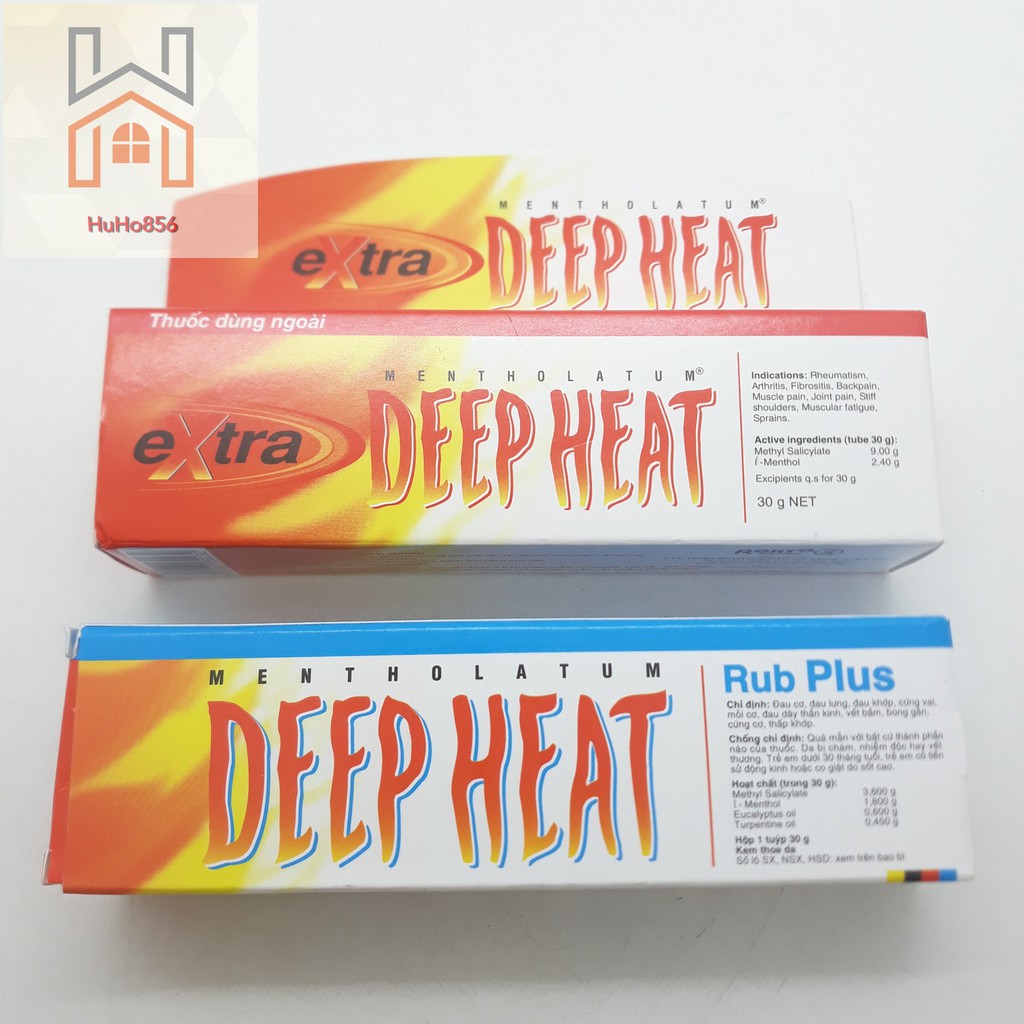 HuHo856
MENTHOLATUM®
eXtra DEEP HEAT
Thuốc dùng ngoài
MENTHOLATUM®
eXtra DEEP HEAT
Indications: Rheumatism,
Arthritis, Fibrositis, Backpain,
Muscle pain, Joint pain, Stiff
shoulders, Muscular fatigue,
Sprains.
Active ingredients (tube 30 g):
Methyl Salicylate 9.00 g
l-Menthol 2.40 g
Excipients q.s for 30 g
30 g NET
ROHTO
MENTHOLATUM
DEEP HEAT
Rub Plus
Chỉ định: Đau cơ, đau lưng, đau khớp, cứng vai,
mỏi cơ, đau dây thần kinh, vết bầm, bong gân,
cứng cơ, thấp khớp.
Chống chỉ định: Quá mẫn với bất cứ thành phần
nào của thuốc. Da bị chàm, nhiễm độc hay vết
thương. Trẻ em dưới 30 tháng tuổi, trẻ em có tiền
sử động kinh hoặc co giật do sốt cao.
Hoạt chất (trong 30 g):
Methyl Salicylate 3,600 g
l - Menthol 1,800 g
Eucalyptus oil 0,600 g
Turpentine oil 0,450 g
Hộp 1 tuýp 30 g
Kem thoa da
Số lô SX, NSX, HSD: xem trên bao bì